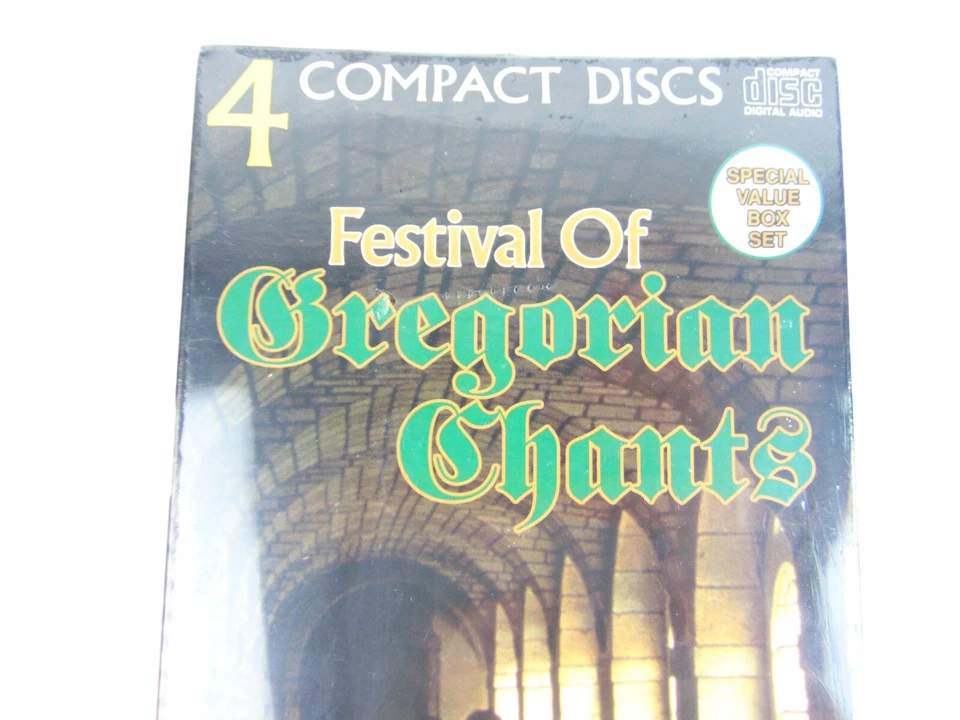 4 COMPACT DISCS
COMPACT
disc
DIGITAL AUDIO
SPECIAL
VALUE
BOX
SET
Festival Of
Gregorian
Chants